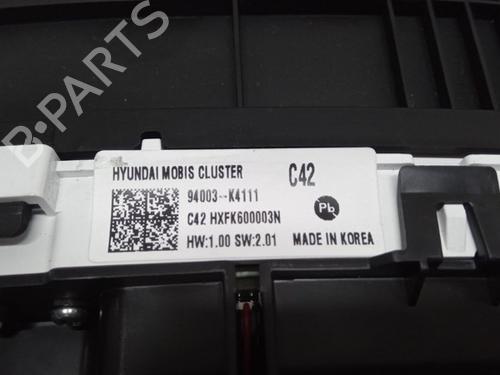 B-PARTS
HYUNDAI MOBIS CLUSTER C42
94003--K4111
C42 HXFK600003N Pb
HW:1.00 SW:2.01 MADE IN KOREA